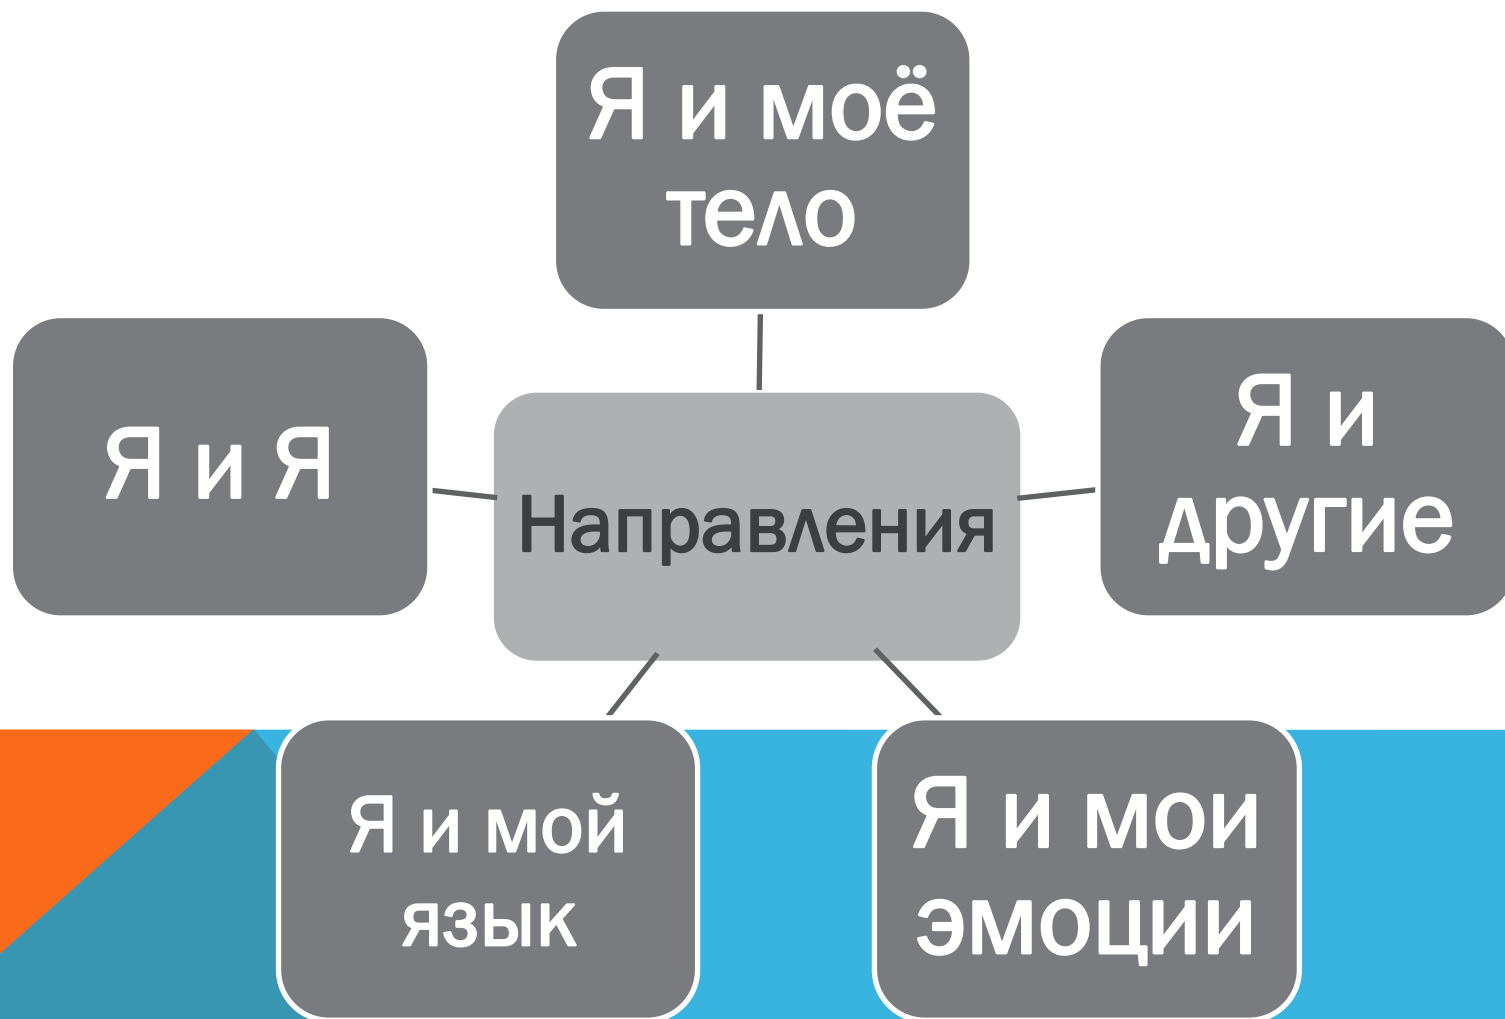 Я и моё
тело
Я и Я
Направления
Я и
другие
Я и мой
язык
Я и мои
эмоции